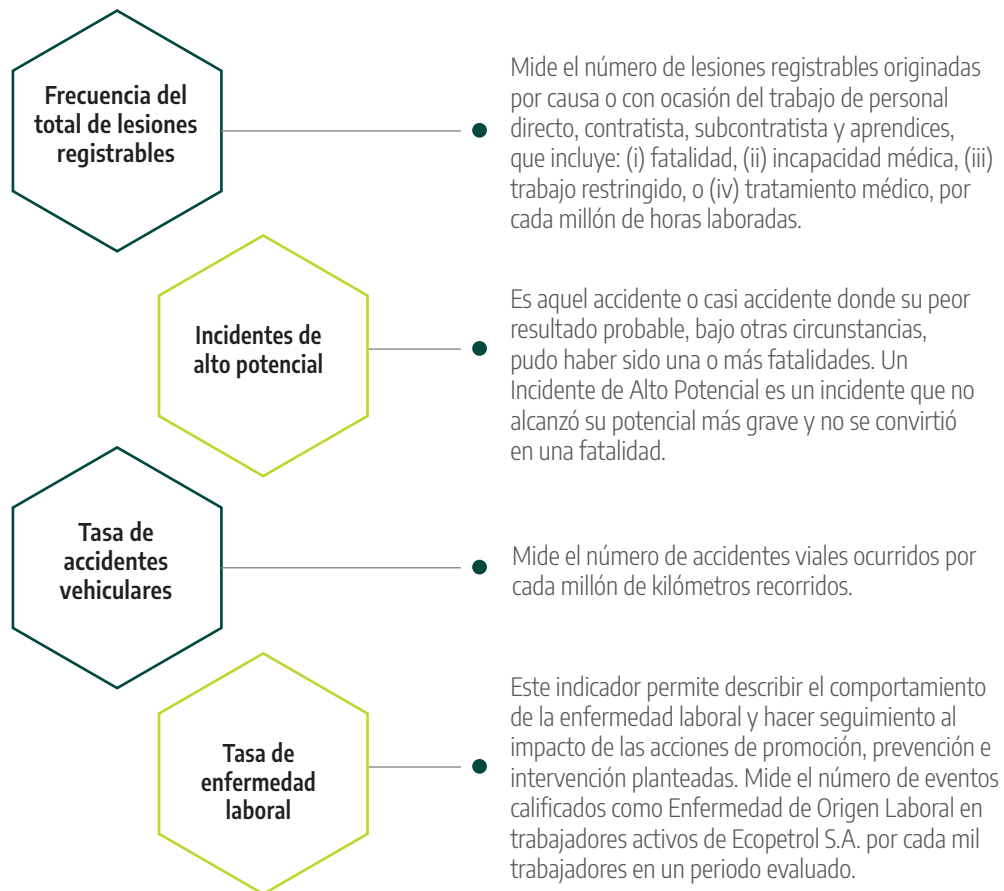 Frecuencia del
total de lesiones
registrables
Mide el número de lesiones registrables originadas
por causa o con ocasión del trabajo de personal
directo, contratista, subcontratista y aprendices,
que incluye: (i) fatalidad, (ii) incapacidad médica, (iii)
trabajo restringido, o (iv) tratamiento médico, por
cada millón de horas laboradas.
Incidentes de
alto potencial
Es aquel accidente o casi accidente donde su peor
resultado probable, bajo otras circunstancias,
pudo haber sido una o más fatalidades. Un
Incidente de Alto Potencial es un incidente que no
alcanzó su potencial más grave y no se convirtió
en una fatalidad.
Tasa de
accidentes
vehiculares
Mide el número de accidentes viales ocurridos por
cada millón de kilómetros recorridos.
Tasa de
enfermedad
laboral
Este indicador permite describir el comportamiento
de la enfermedad laboral y hacer seguimiento al
impacto de las acciones de promoción, prevención e
intervención planteadas. Mide el número de eventos
calificados como Enfermedad de Origen Laboral en
trabajadores activos de Ecopetrol S.A. por cada mil
trabajadores en un periodo evaluado.